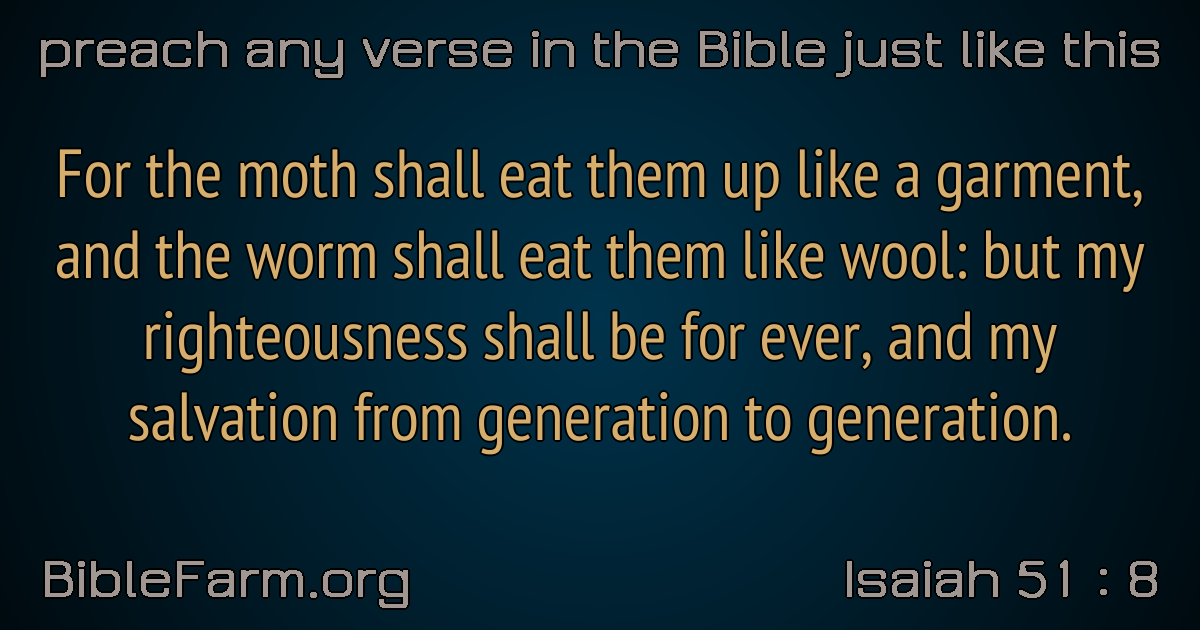 preach any verse in the Bible just like this
For the moth shall eat them up like a garment,
and the worm shall eat them like wool: but my
righteousness shall be for ever, and my
salvation from generation to generation.
BibleFarm.org
Isaiah 51 : 8